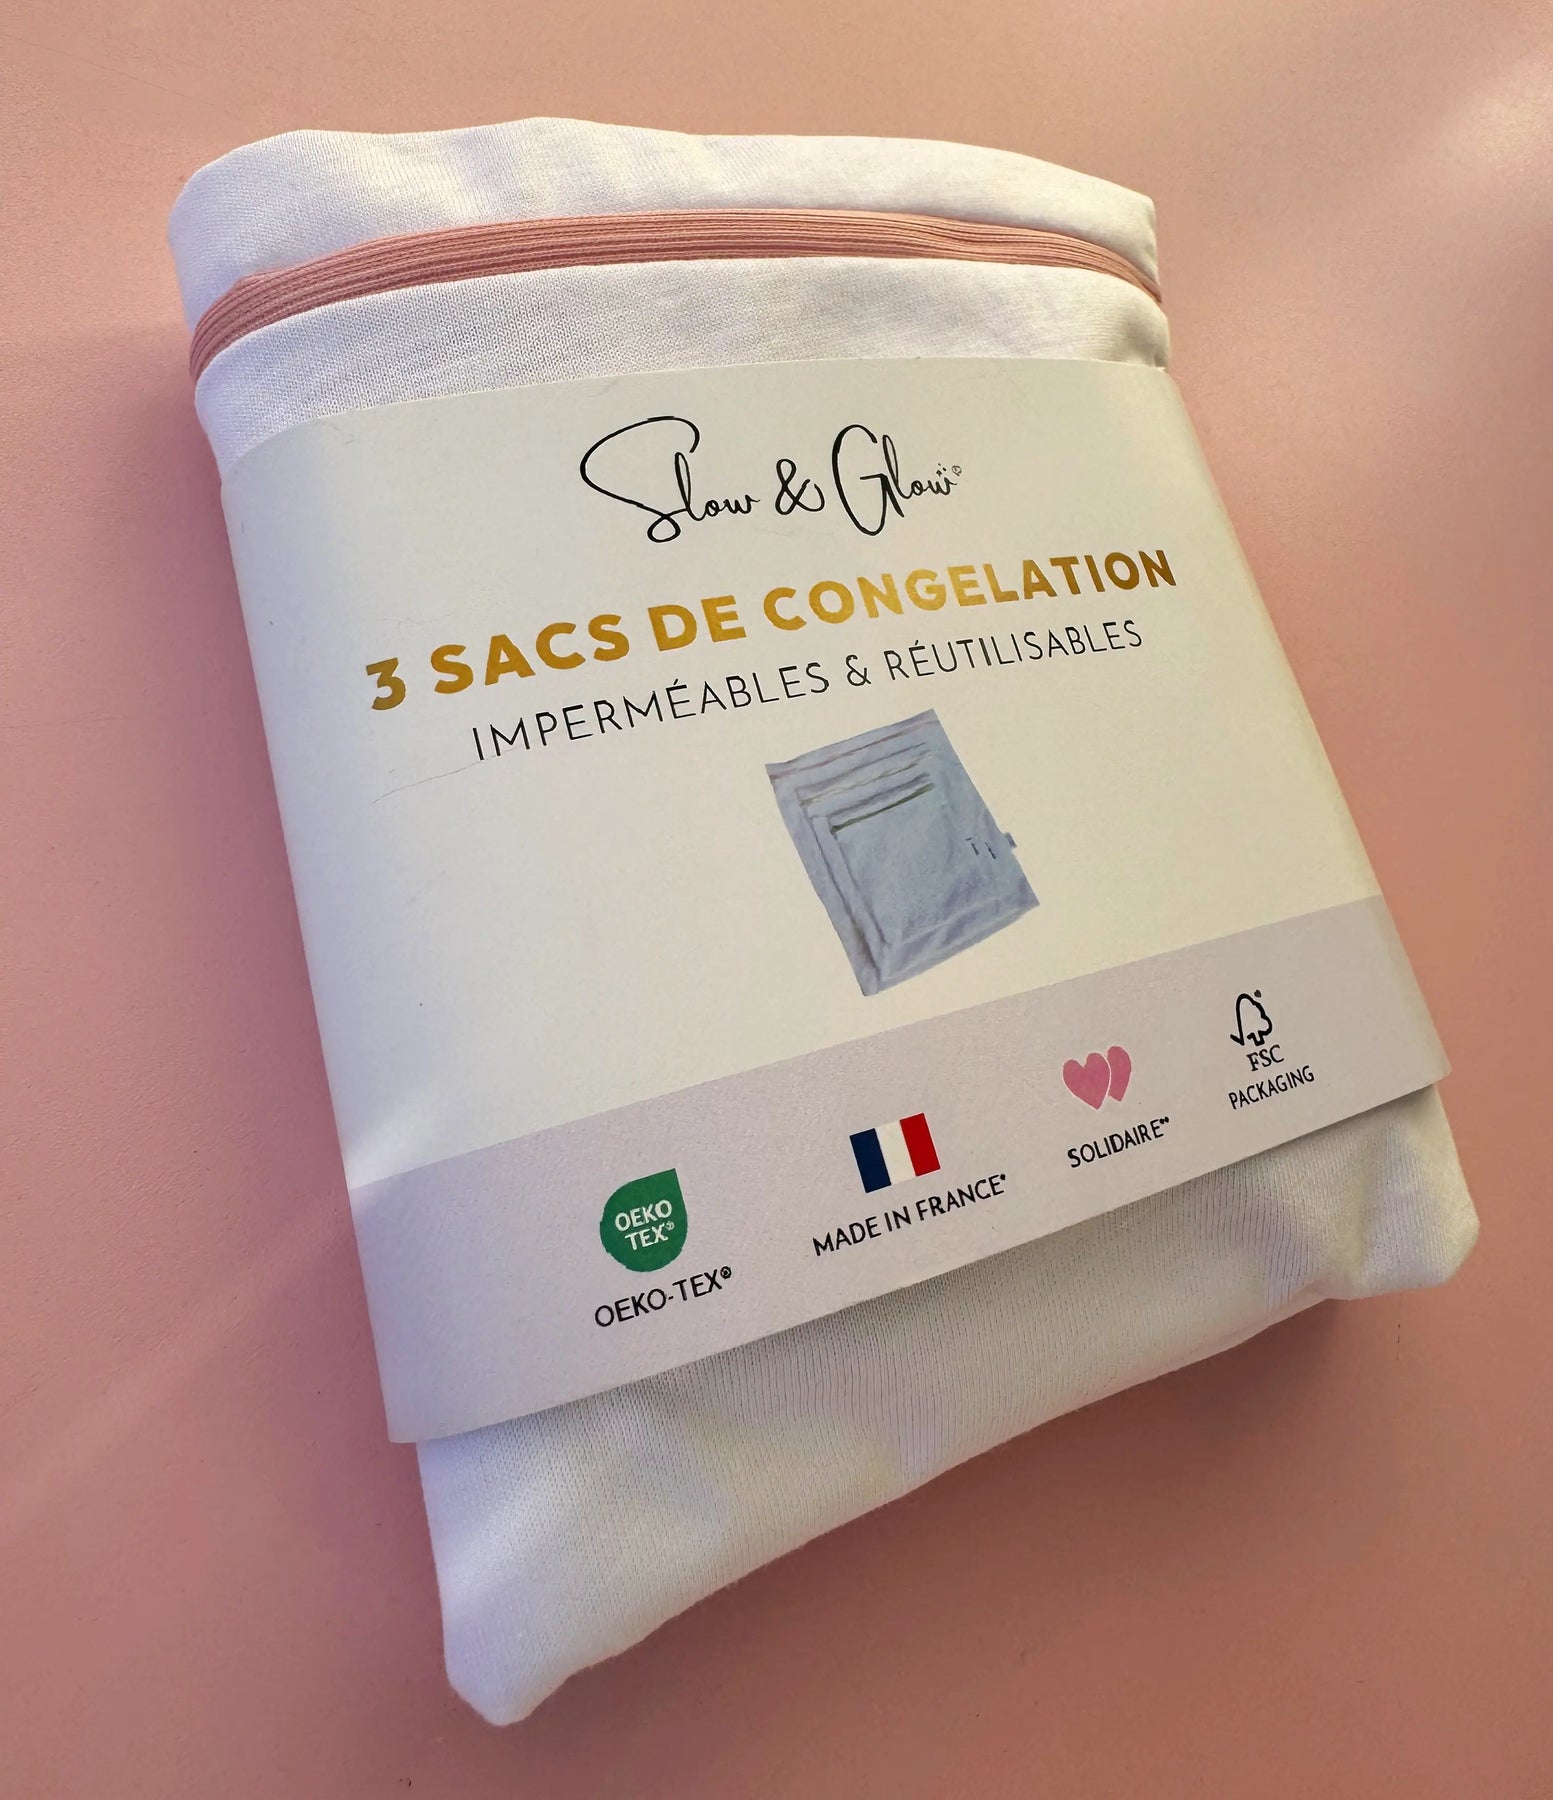 Slow & Glow®
3 SACS DE CONGELATION
IMPERMÉABLES & RÉUTILISABLES
OEKO
TEX®
OEKO-TEX®
MADE IN FRANCE*
SOLIDAIRE**
FSC
PACKAGING